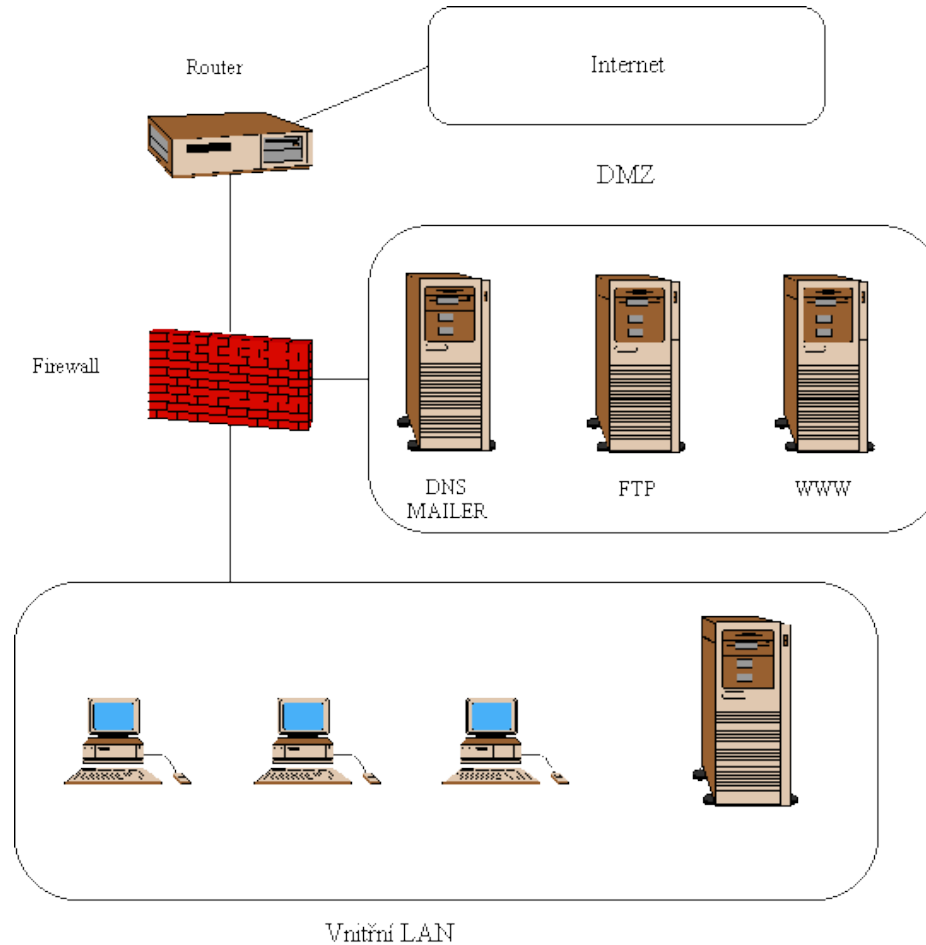 Router
Internet
DMZ
Firewall
DNS
MAILER
FTP
WWW
Vnitřní LAN